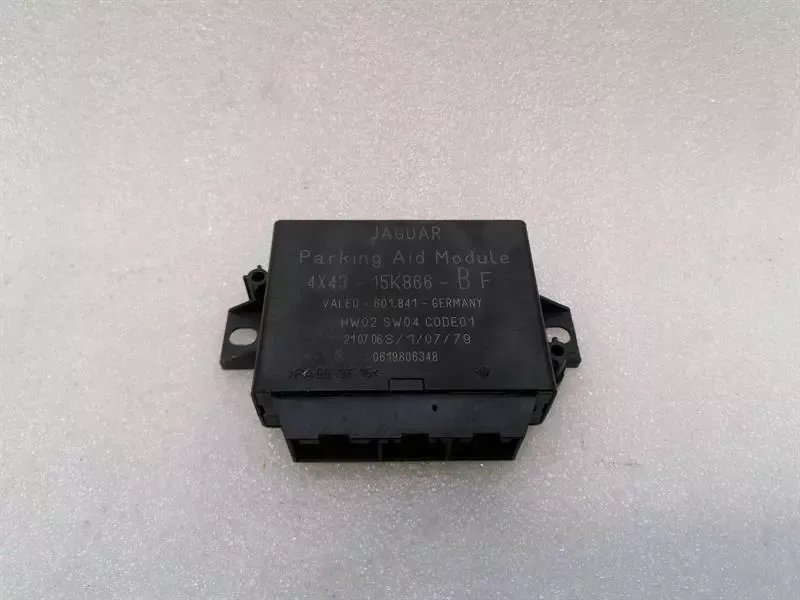 JAGUAR
Parking Aid Module
4X43 - 15K866 - BF
VALEO - 601.841 - GERMANY
HW02 SW04 CODE01
210706S/1/07/79
0619806348